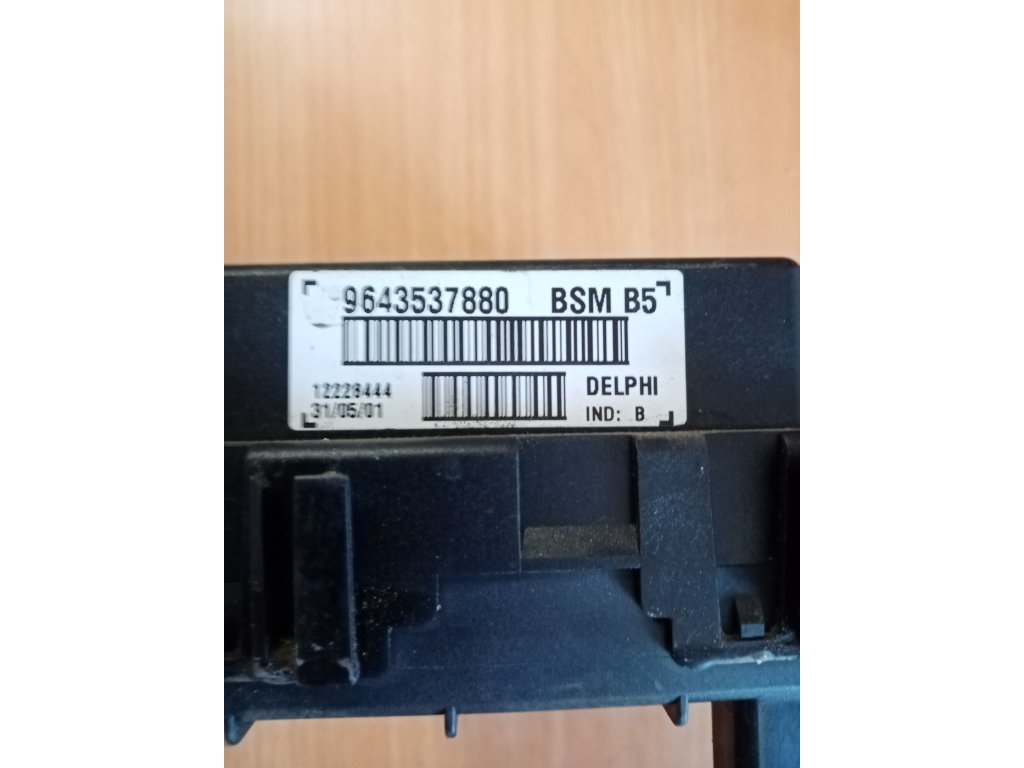 9643537880 BSM B5
12228444 DELPHI
31/05/01 IND: B